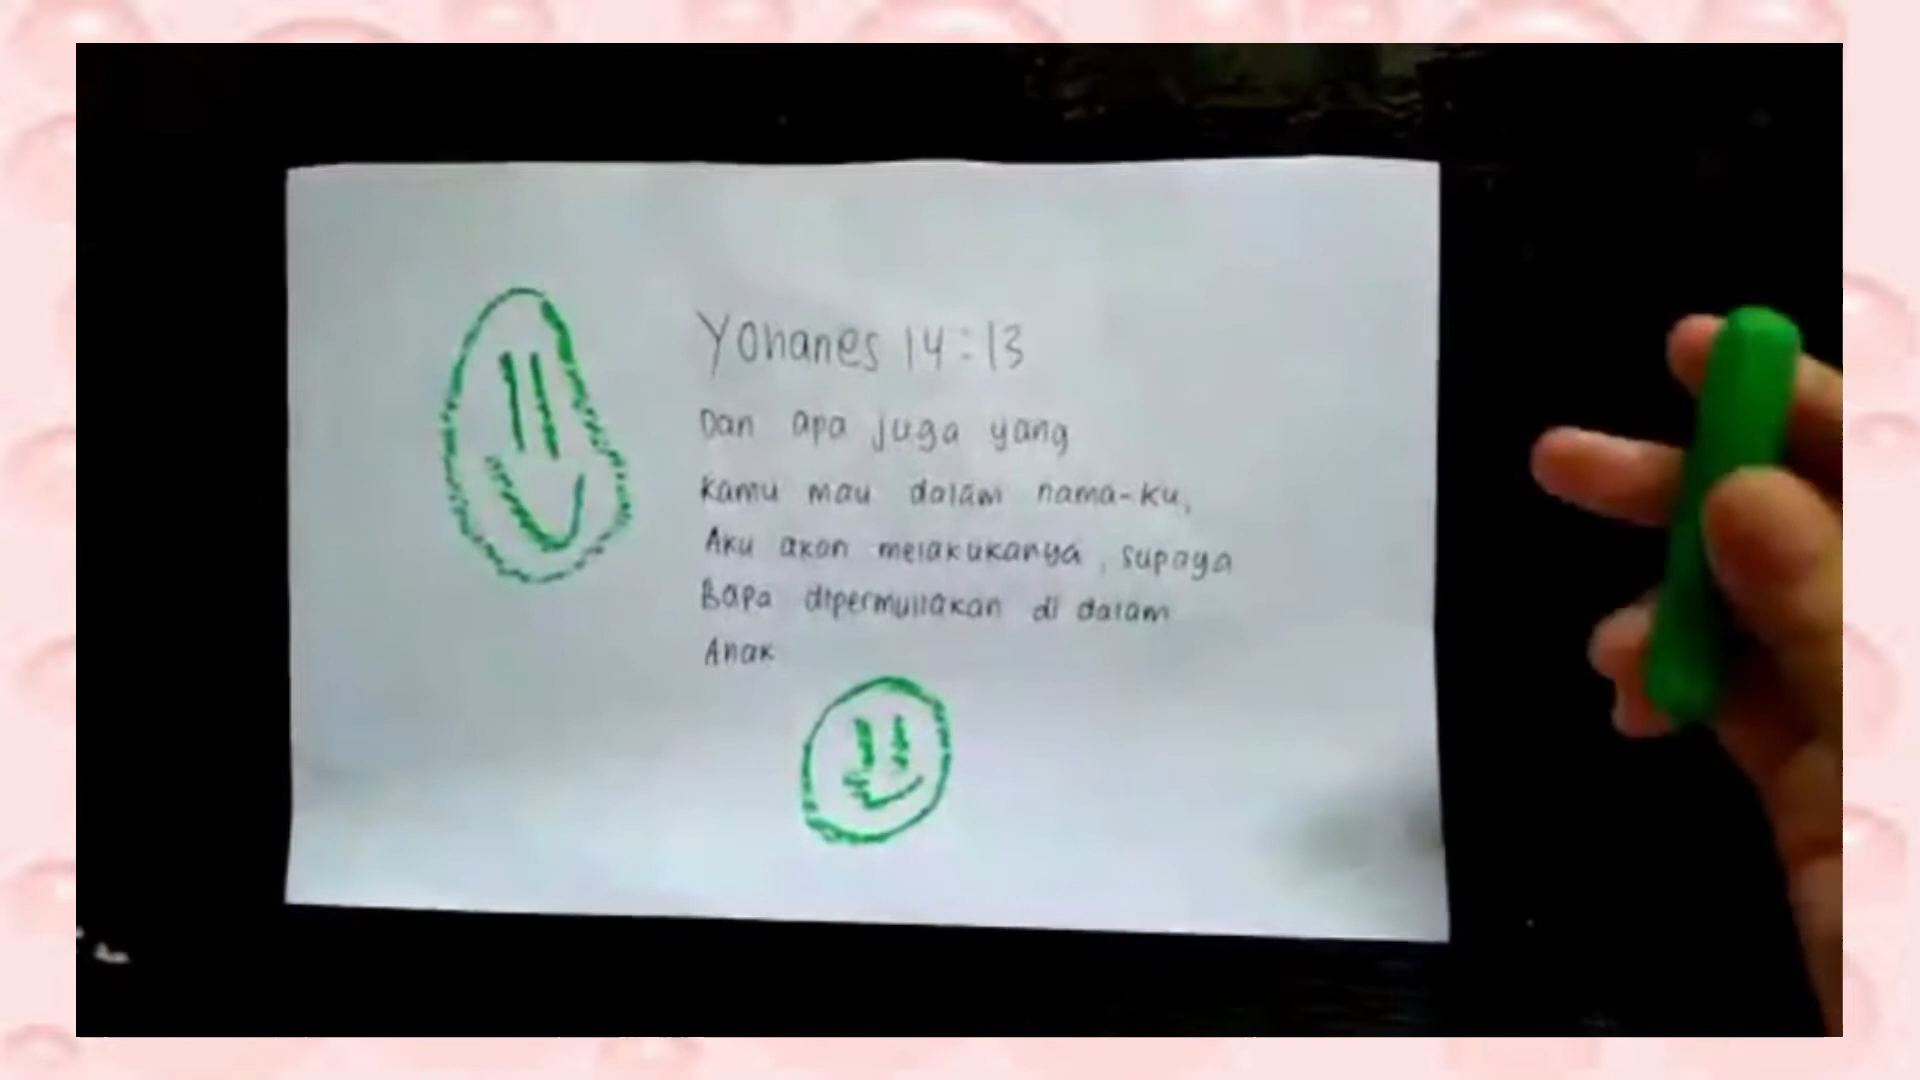 Yohanes 14:13
Dan apa juga yang
kamu mau dalam nama-ku,
Aku akan melakukanya, supaya
Bapa dipermuliakan di dalam
Anak